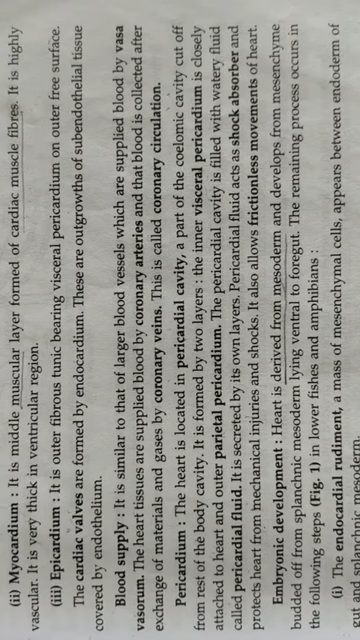 (ii) Myocardium : It is middle muscular layer formed of cardiac muscle fibres. It is highly
vascular. It is very thick in ventricular region.
(iii) Epicardium : It is outer fibrous tunic bearing visceral pericardium on outer free surface.
The cardiac valves are formed by endocardium. These are outgrowths of subendothelial tissue
covered by endothelium.
Blood supply : It is similar to that of larger blood vessels which are supplied blood by vasa
vasorum. The heart tissues are supplied blood by coronary arteries and that blood is collected after
exchange of materials and gases by coronary veins. This is called coronary circulation.
Pericardium : The heart is located in pericardial cavity, a part of the coelomic cavity cut off
from rest of the body cavity. It is formed by two layers : the inner visceral pericardium is closely
attached to heart and outer parietal pericardium. The pericardial cavity is filled with watery fluid
called pericardial fluid. It is secreted by its own layers. Pericardial fluid acts as shock absorber and
protects heart from mechanical injuries and shocks. It also allows frictionless movements of heart.
Embryonic development : Heart is derived from mesoderm and develops from mesenchyme
budded off from splanchnic mesoderm lying ventral to foregut. The remaining process occurs in
the following steps (Fig. 1) in lower fishes and amphibians :
(i) The endocardial rudiment, a mass of mesenchymal cells, appears between endoderm of
gut and splanchnic mesoderm.